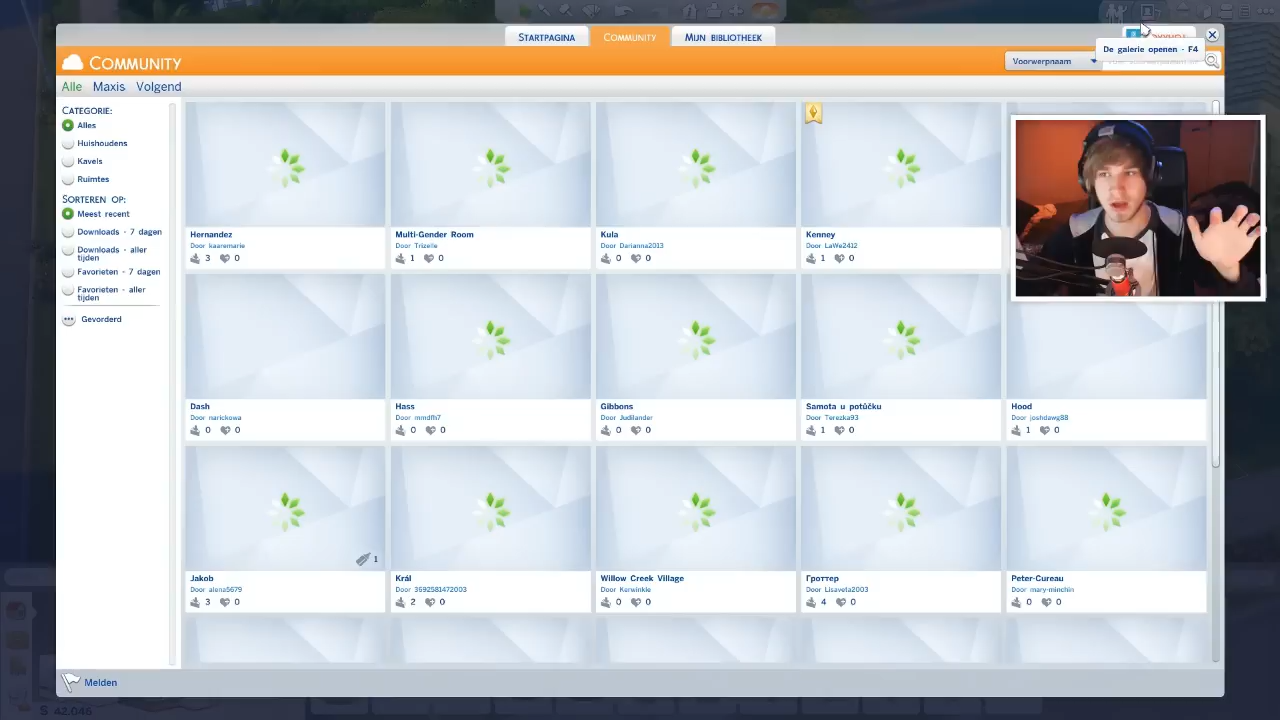 STARTPAGINA
COMMUNITY
MIJN BIBLIOTHEEK
COMMUNITY
Voorwerpnaam
De galerie openen - F4
Alle
Maxis
Volgend
CATEGORIE:
Alles
Huishoudens
Kavels
Ruimtes
SORTEREN OP:
Meest recent
Downloads - 7 dagen
Downloads - aller
tijden
Favorieten - 7 dagen
Favorieten - aller
tijden
Gevorderd
Hernandez
Door kaaremarie
3 0
Multi-Gender Room
Door Trizelle
1 0
Kula
Door Darianna2013
0 0
Kenney
Door LaWe2412
1 0
Dash
Door narickowa
0 0
Hass
Door mmdfh7
0 0
Gibbons
Door Judilander
0 0
Samota u potůčku
Door Terezka93
1 0
Hood
Door joshdawg88
1 0
1
Jakob
Door alena5679
3 0
Král
Door 3692581472003
2 0
Willow Creek Village
Door Kerwinkle
0 0
Гроттер
Door Lisaveta2003
4 0
Peter-Cureau
Door mary-minchin
0 0
Melden
S 42.046